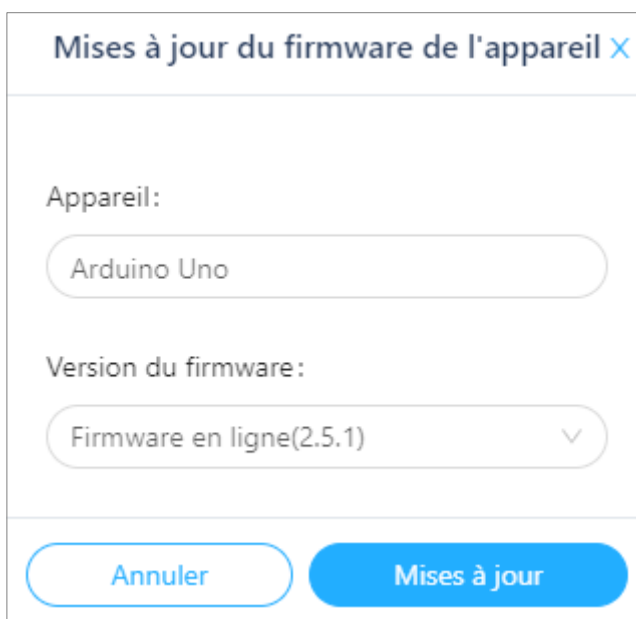 Mises à jour du firmware de l'appareil
Appareil:
Arduino Uno
Version du firmware:
Firmware en ligne(2.5.1)
Annuler
Mises à jour